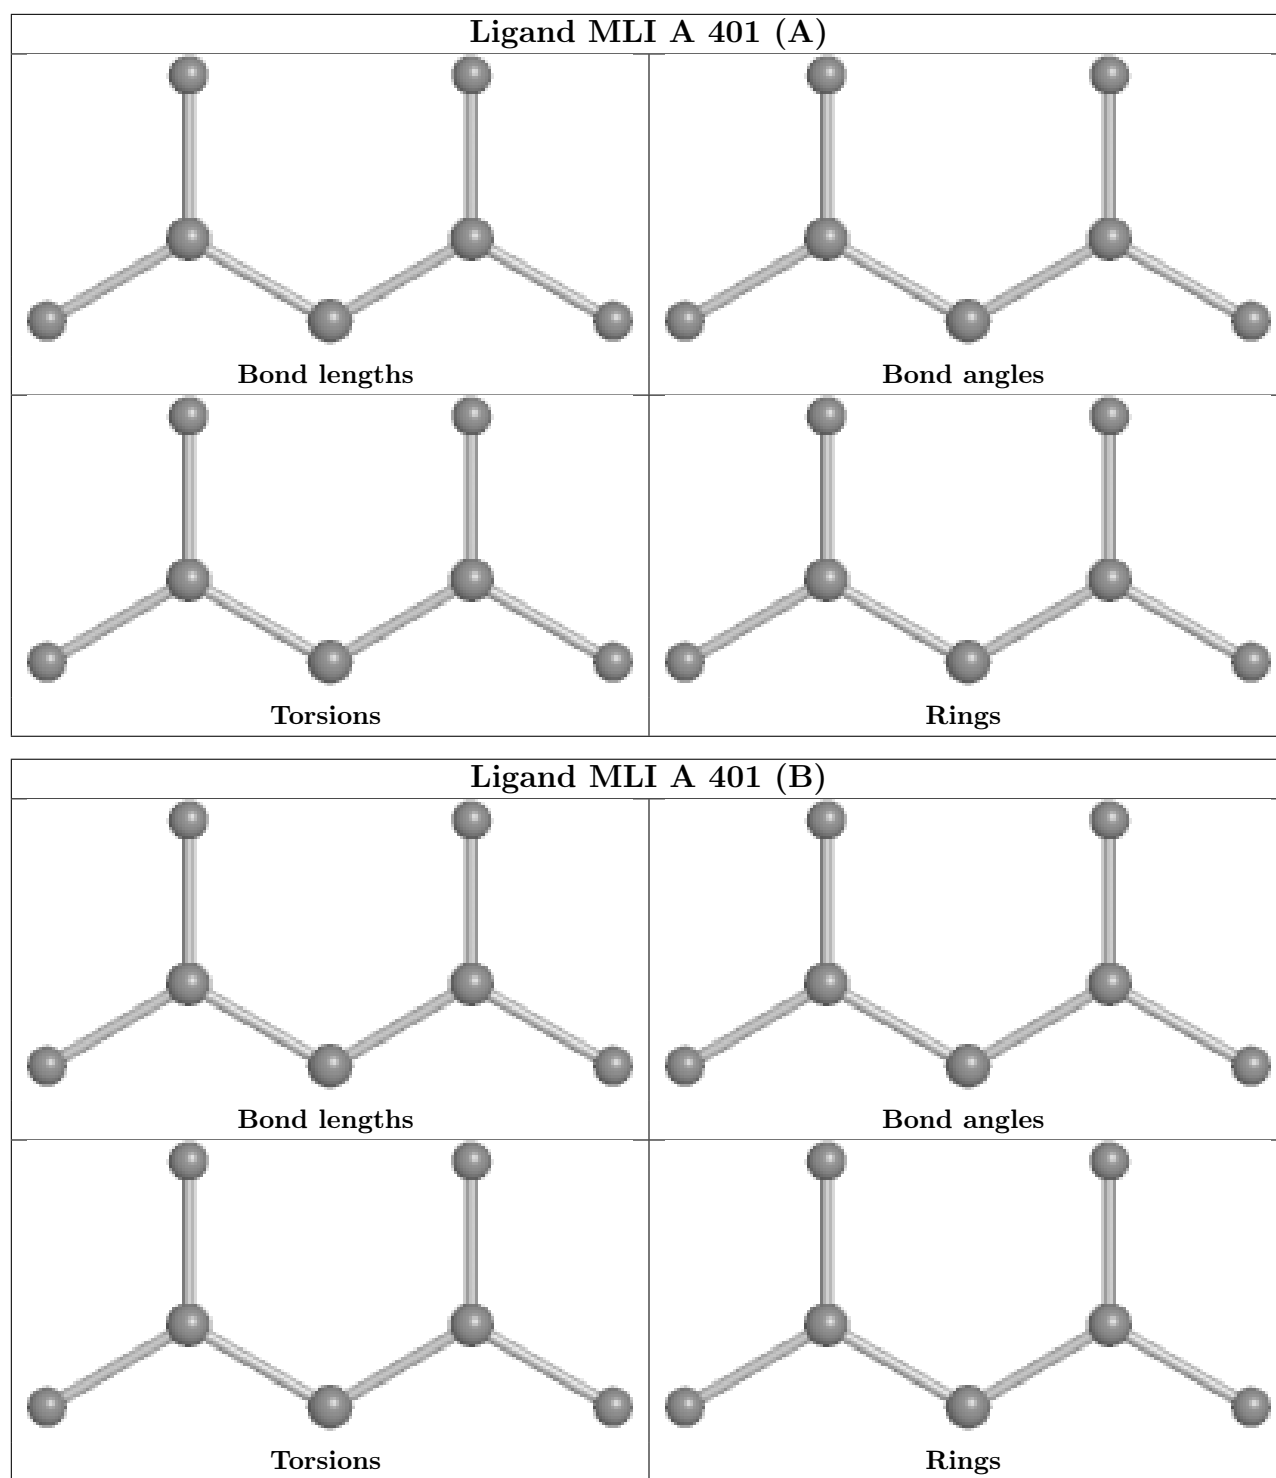 Ligand MLI A 401 (A)
Bond lengths
Bond angles
Torsions
Rings
Ligand MLI A 401 (B)
Bond lengths
Bond angles
Torsions
Rings